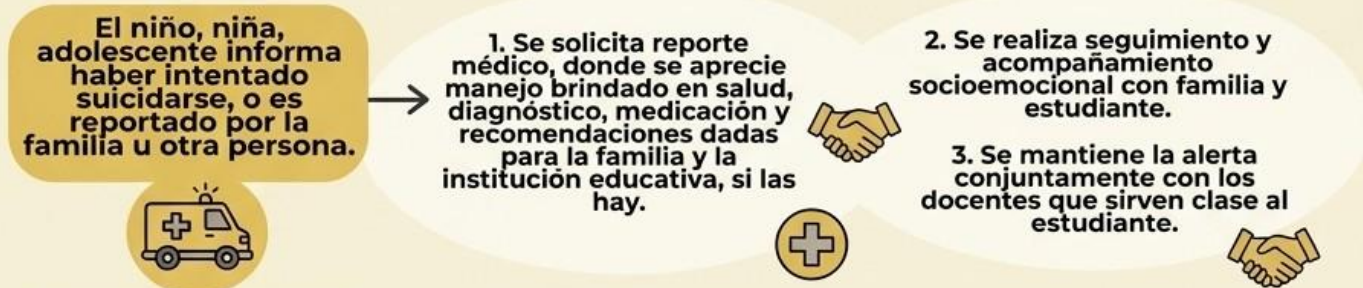 El niño, niña,
adolescente informa
haber intentado
suicidarse, o es
reportado por la
familia u otra persona.
1. Se solicita reporte
médico, donde se aprecie
manejo brindado en salud,
diagnóstico, medicación y
recomendaciones dadas
para la familia y la
institución educativa, si las
hay.
2. Se realiza seguimiento y
acompañamiento
socioemocional con familia y
estudiante.
3. Se mantiene la alerta
conjuntamente con los
docentes que sirven clase al
estudiante.